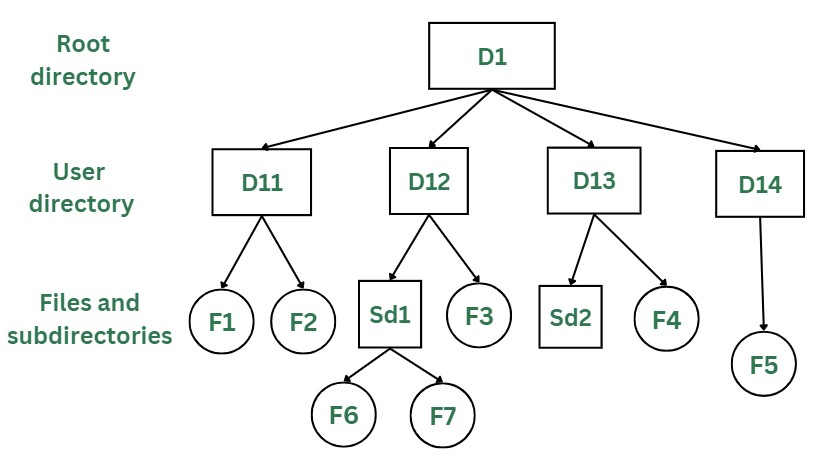 Root
directory
D1
User
directory
D11
D12
D13
D14
Files and
subdirectories
F1
F2
Sd1
F3
Sd2
F4
F5
F6
F7